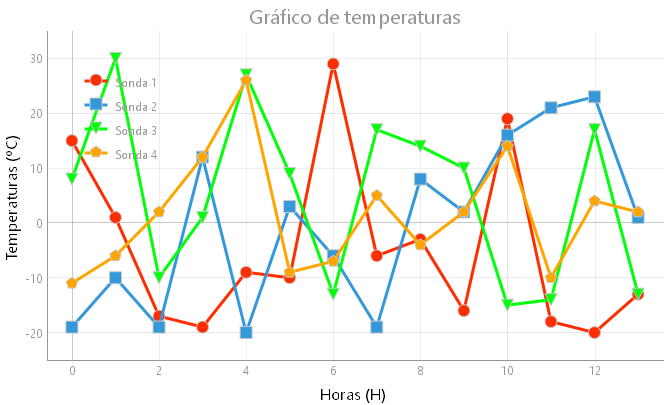 Gráfico de temperaturas
Temperaturas (ºC)
30
20
10
0
-10
-20
Sonda 1
Sonda 2
Sonda 3
Sonda 4
0 2 4 6 8 10 12
Horas (H)